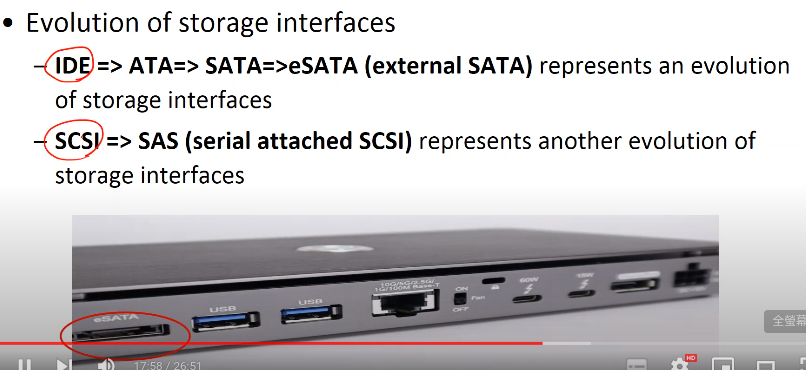 • Evolution of storage interfaces
– IDE => ATA=> SATA=>eSATA (external SATA) represents an evolution
of storage interfaces
– SCSI => SAS (serial attached SCSI) represents another evolution of
storage interfaces
10G/5G/2.5G/
1G/100M Base-T
eSATA
USB
USB
ON
Fan
OFF
60W
15W
全螢幕
17:58 / 26:51
HD